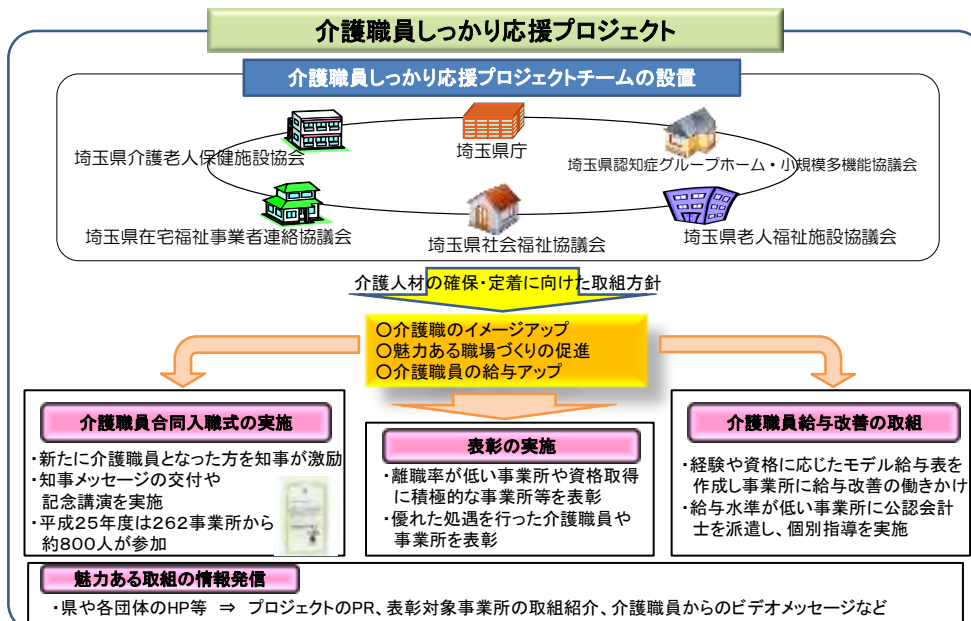 介護職員しっかり応援プロジェクト
介護職員しっかり応援プロジェクトチームの設置
埼玉県介護老人保健施設協会
埼玉県庁
埼玉県認知症グループホーム・小規模多機能協議会
埼玉県在宅福祉事業者連絡協議会
埼玉県社会福祉協議会
埼玉県老人福祉施設協議会
介護人材の確保・定着に向けた取組方針
○介護職のイメージアップ
○魅力ある職場づくりの促進
○介護職員の給与アップ
介護職員合同入職式の実施
・新たに介護職員となった方を知事が激励
・知事メッセージの交付や
記念講演を実施
・平成25年度は262事業所から
約800人が参加
表彰の実施
・離職率が低い事業所や資格取得
に積極的な事業所等を表彰
・優れた処遇を行った介護職員や
事業所を表彰
介護職員給与改善の取組
・経験や資格に応じたモデル給与表を
作成し事業所に給与改善の働きかけ
・給与水準が低い事業所に公認会計
士を派遣し、個別指導を実施
魅力ある取組の情報発信
・県や各団体のHP等 ⇒ プロジェクトのPR、表彰対象事業所の取組紹介、介護職員からのビデオメッセージなど